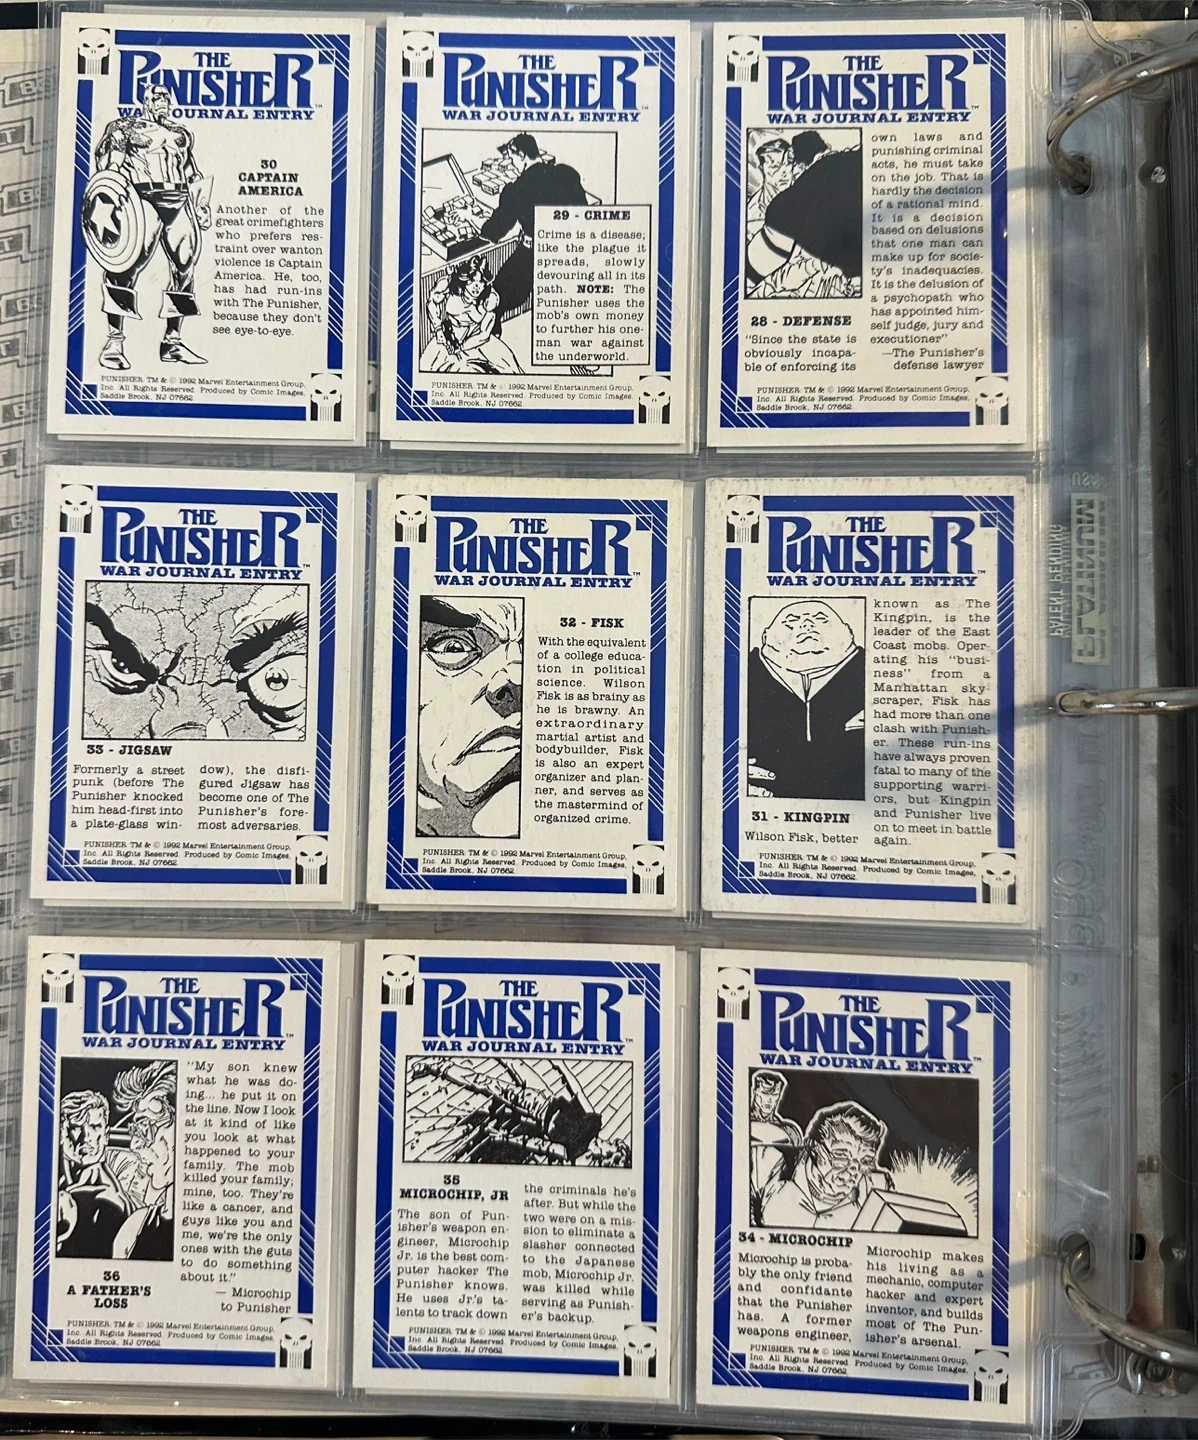 THE
PUNISHER™
WAR JOURNAL ENTRY
30
CAPTAIN
AMERICA
Another of the
great crimefighters
who prefers res-
traint over wanton
violence is Captain
America. He, too,
has had run-ins
with The Punisher,
because they don't
see eye-to-eye.
PUNISHER TM & © 1992 Marvel Entertainment Group,
Inc. All Rights Reserved. Produced by Comic Images,
Saddle Brook, NJ 07662.
THE
PUNISHER™
WAR JOURNAL ENTRY
29 - CRIME
Crime is a disease;
like the plague it
spreads, slowly
devouring all in its
path. NOTE: The
Punisher uses the
mob's own money
to further his one-
man war against
the underworld.
PUNISHER TM & © 1992 Marvel Entertainment Group,
Inc. All Rights Reserved. Produced by Comic Images,
Saddle Brook, NJ 07662.
THE
PUNISHER™
WAR JOURNAL ENTRY
28 - DEFENSE
"Since the state is
obviously incapa-
ble of enforcing its
own laws and
punishing criminal
acts, he must take
on the job. That is
hardly the decision
of a rational mind.
It is a decision
based on delusions
that one man can
make up for socie-
ty's inadequacies.
It is the delusion of
a psychopath who
has appointed him-
self judge, jury and
executioner"
—The Punisher's
defense lawyer
PUNISHER TM & © 1992 Marvel Entertainment Group,
Inc. All Rights Reserved. Produced by Comic Images,
Saddle Brook, NJ 07662.
THE
PUNISHER™
WAR JOURNAL ENTRY
33 - JIGSAW
Formerly a street
punk (before The
Punisher knocked
him head-first into
a plate-glass win-
dow), the disfi-
gured Jigsaw has
become one of The
Punisher's fore-
most adversaries.
PUNISHER TM & © 1992 Marvel Entertainment Group,
Inc. All Rights Reserved. Produced by Comic Images,
Saddle Brook, NJ 07662.
THE
PUNISHER™
WAR JOURNAL ENTRY
32 - FISK
With the equivalent
of a college educa-
tion in political
science. Wilson
Fisk is as brainy as
he is brawny. An
extraordinary
martial artist and
bodybuilder, Fisk
is also an expert
organizer and plan-
ner, and serves as
the mastermind of
organized crime.
PUNISHER TM & © 1992 Marvel Entertainment Group,
Inc. All Rights Reserved. Produced by Comic Images,
Saddle Brook, NJ 07662.
THE
PUNISHER™
WAR JOURNAL ENTRY
31 - KINGPIN
Wilson Fisk, better
known as The
Kingpin, is the
leader of the East
Coast mobs. Oper-
ating his "busi-
ness" from a
Manhattan sky-
scraper, Fisk has
had more than one
clash with Punish-
er. These run-ins
have always proven
fatal to many of the
supporting warri-
ors, but Kingpin
and Punisher live
on to meet in battle
again.
PUNISHER TM & © 1992 Marvel Entertainment Group,
Inc. All Rights Reserved. Produced by Comic Images,
Saddle Brook, NJ 07662.
THE
PUNISHER™
WAR JOURNAL ENTRY
36
A FATHER'S
LOSS
"My son knew
what he was do-
ing... he put it on
the line. Now I look
at it kind of like
you look at what
happened to your
family. The mob
killed your family;
mine, too. They're
like a cancer, and
guys like you and
me, we're the only
ones with the guts
to do something
about it."
— Microchip
to Punisher
PUNISHER TM & © 1992 Marvel Entertainment Group,
Inc. All Rights Reserved. Produced by Comic Images,
Saddle Brook, NJ 07662.
THE
PUNISHER™
WAR JOURNAL ENTRY
35
MICROCHIP, JR
The son of Pun-
isher's weapon en-
gineer, Microchip
Jr. is the best com-
puter hacker The
Punisher knows.
He uses Jr's ta-
lents to track down
the criminals he's
after. But while the
two were on a mis-
sion to eliminate a
slasher connected
to the Japanese
mob, Microchip Jr.
was killed while
serving as Punish-
er's backup.
PUNISHER TM & © 1992 Marvel Entertainment Group,
Inc. All Rights Reserved. Produced by Comic Images,
Saddle Brook, NJ 07662.
THE
PUNISHER™
WAR JOURNAL ENTRY
34 - MICROCHIP
Microchip is proba-
bly the only friend
and confidante
that the Punisher
has. A former
weapons engineer,
Microchip makes
his living as a
mechanic, computer
hacker and expert
inventor, and builds
most of The Pun-
isher's arsenal.
PUNISHER TM & © 1992 Marvel Entertainment Group,
Inc. All Rights Reserved. Produced by Comic Images,
Saddle Brook, NJ 07662.